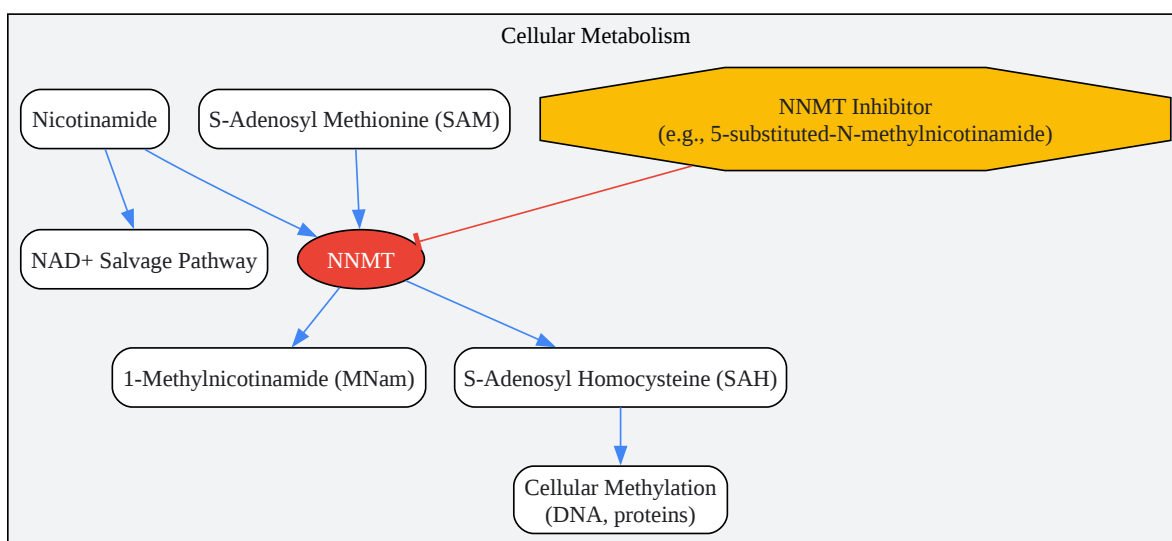 Cellular Metabolism
Nicotinamide
S-Adenosyl Methionine (SAM)
NNMT Inhibitor
(e.g., 5-substituted-N-methylnicotinamide)
NAD+ Salvage Pathway
NNMT
1-Methylnicotinamide (MNam)
S-Adenosyl Homocysteine (SAH)
Cellular Methylation
(DNA, proteins)